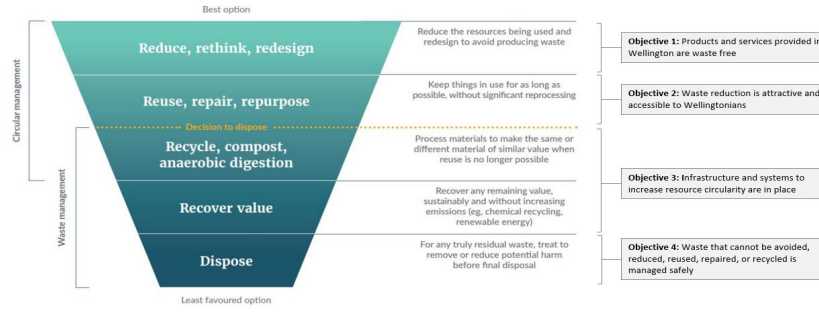 Best option
Circular management
Waste management
Reduce, rethink, redesign
Reduce the resources being used and
redesign to avoid producing waste
Objective 1: Products and services provided in
Wellington are waste free
Reuse, repair, repurpose
Keep things in use for as long as
possible, without significant reprocessing
Objective 2: Waste reduction is attractive and
accessible to Wellingtonians
Decision to dispose
Recycle, compost,
anaerobic digestion
Process materials to make the same or
different material of similar value when
reuse is no longer possible
Objective 3: Infrastructure and systems to
increase resource circularity are in place
Recover value
Recover any remaining value,
sustainably and without increasing
emissions (eg, chemical recycling,
renewable energy)
Dispose
For any truly residual waste, treat to
remove or reduce potential harm
before final disposal
Objective 4: Waste that cannot be avoided,
reduced, reused, repaired, or recycled is
managed safely
Least favoured option